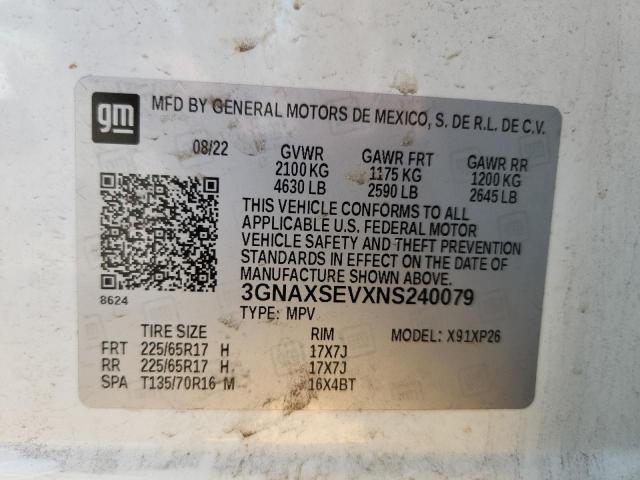 gm
MFD BY GENERAL MOTORS DE MEXICO, S. DE R.L. DE C.V.
08/22 GVWR GAWR FRT GAWR RR
2100 KG 1175 KG 1200 KG
4630 LB 2590 LB 2645 LB
THIS VEHICLE CONFORMS TO ALL
APPLICABLE U.S. FEDERAL MOTOR
VEHICLE SAFETY AND THEFT PREVENTION
STANDARDS IN EFFECT ON THE DATE OF
MANUFACTURE SHOWN ABOVE.
8624 3GNAXSEVXNS240079
TYPE: MPV
TIRE SIZE RIM MODEL: X91XP26
FRT 225/65R17 H 17X7J
RR 225/65R17 H 17X7J
SPA T135/70R16 M 16X4BT